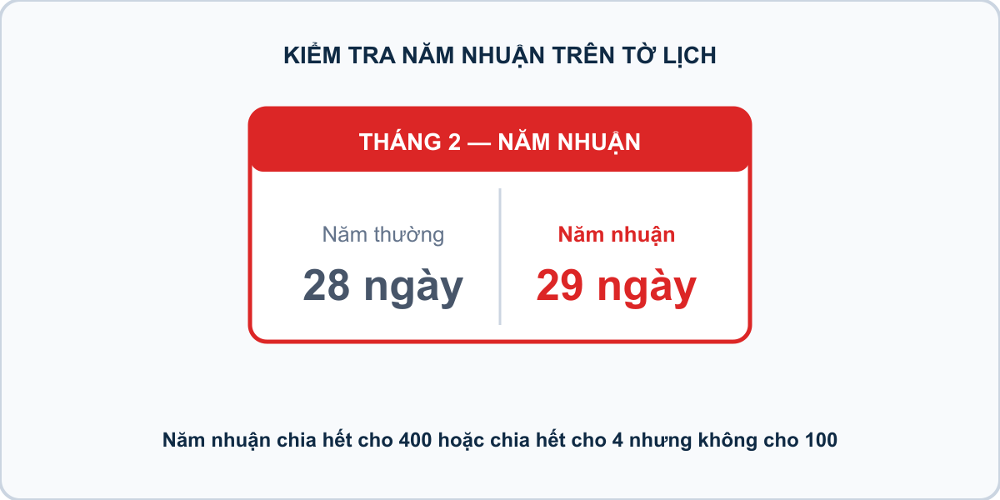 KIỂM TRA NĂM NHUẬN TRÊN TỜ LỊCH
THÁNG 2 — NĂM NHUẬN
Năm thường
28 ngày
Năm nhuận
29 ngày
Năm nhuận chia hết cho 400 hoặc chia hết cho 4 nhưng không cho 100